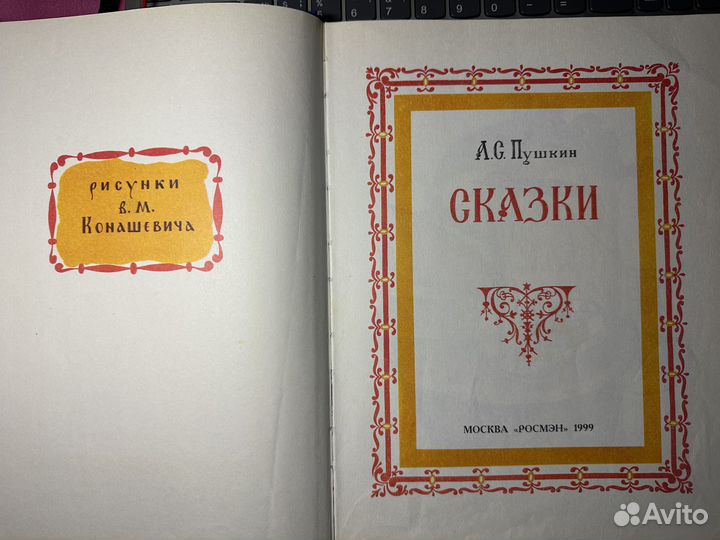 рисунки
В. М.
Конашевича
А.С. Пушкин
СКАЗКИ
МОСКВА «РОСМЭН» 1999
Avito